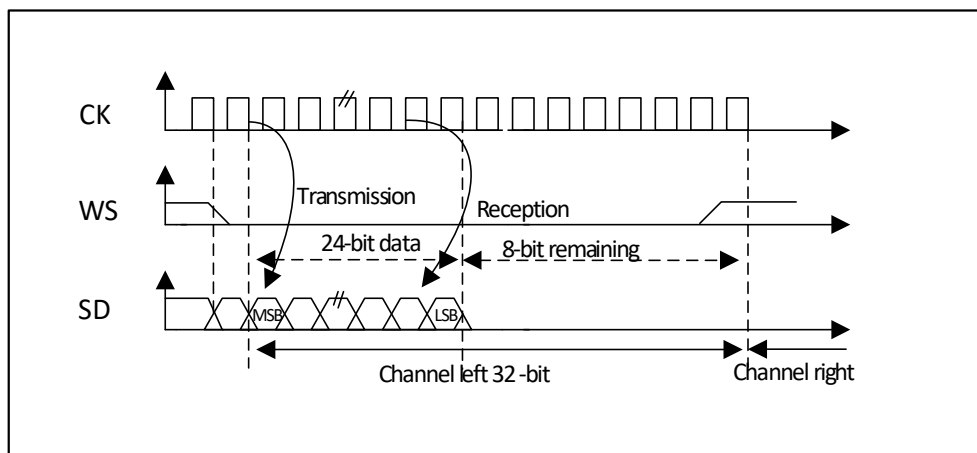 CK
WS
Transmission
Reception
24-bit data
8-bit remaining
SD
MSB
LSB
Channel left 32 -bit
Channel right